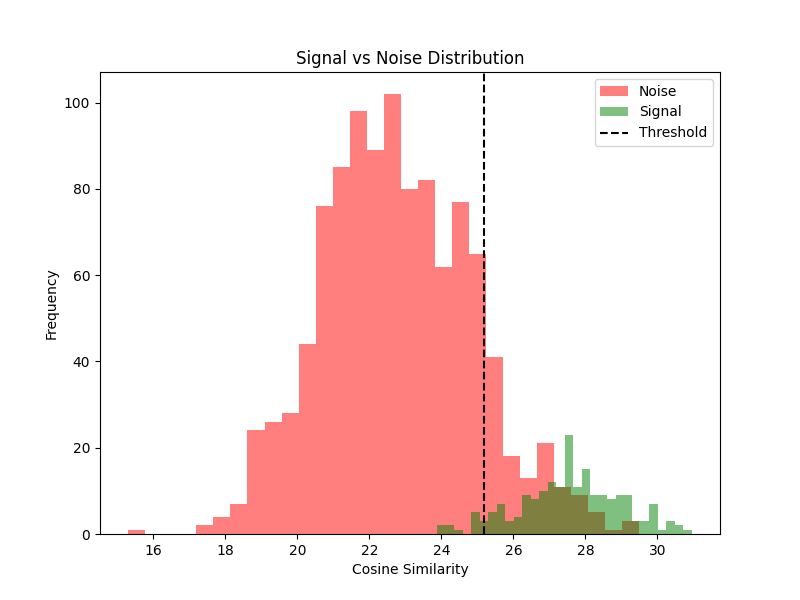 Signal vs Noise Distribution
Noise
Signal
Threshold
100
80
60
40
20
0
Frequency
16 18 20 22 24 26 28 30
Cosine Similarity